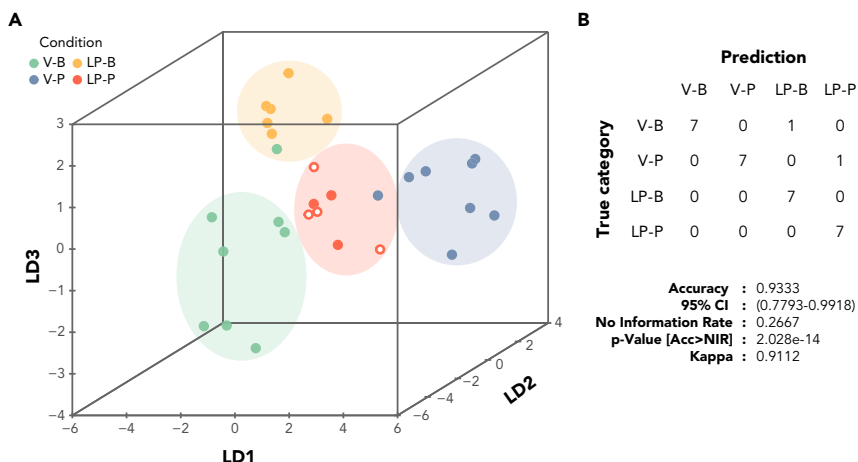 A
Condition
V-B LP-B
V-P LP-P
3
2
1
0
−1
−2
−3
−4
LD3
−6 −4 −2 0 2 4 6
LD1
−6 −4 −2 0 2 4
LD2
B
Prediction
V-B V-P LP-B LP-P
True category
V-B 7 0 1 0
V-P 0 7 0 1
LP-B 0 0 7 0
LP-P 0 0 0 7
Accuracy : 0.9333
95% CI : (0.7793-0.9918)
No Information Rate : 0.2667
p-Value [Acc>NIR] : 2.028e-14
Kappa : 0.9112